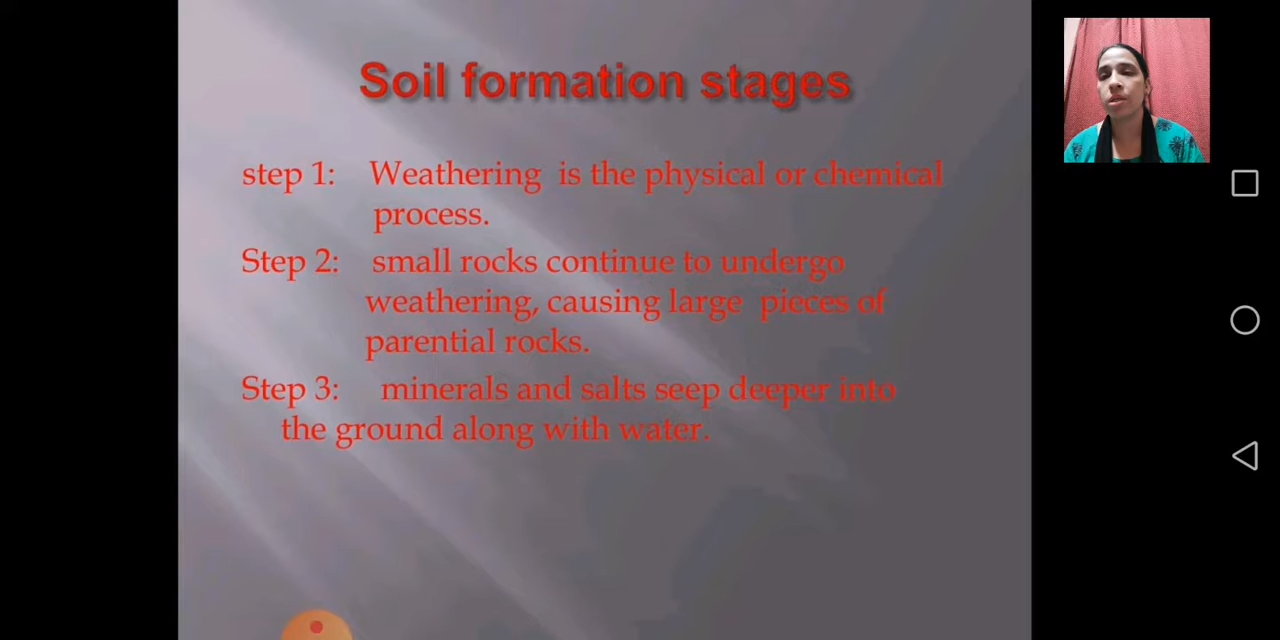 Soil formation stages
step 1: Weathering is the physical or chemical
process.
Step 2: small rocks continue to undergo
weathering, causing large pieces of
parential rocks.
Step 3: minerals and salts seep deeper into
the ground along with water.